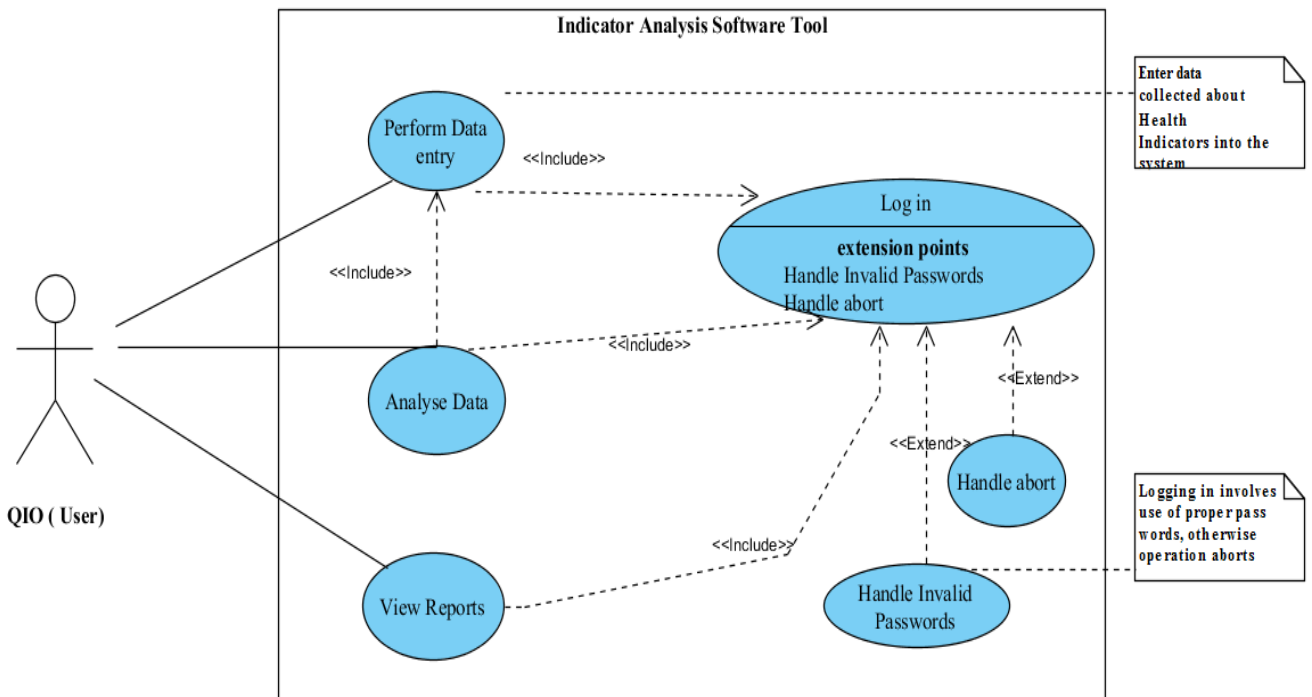 Indicator Analysis Software Tool
Enter data
collected about
Health
Indicators into the
system
Perform Data
entry
<<Include>>
Log in
extension points
Handle Invalid Passwords
Handle abort
<<Include>>
<<Include>>
Analyse Data
<<Extend>>
<<Extend>>
Handle abort
QIO ( User)
Logging in involves
use of proper pass
words, otherwise
operation aborts
<<Include>>
View Reports
Handle Invalid
Passwords